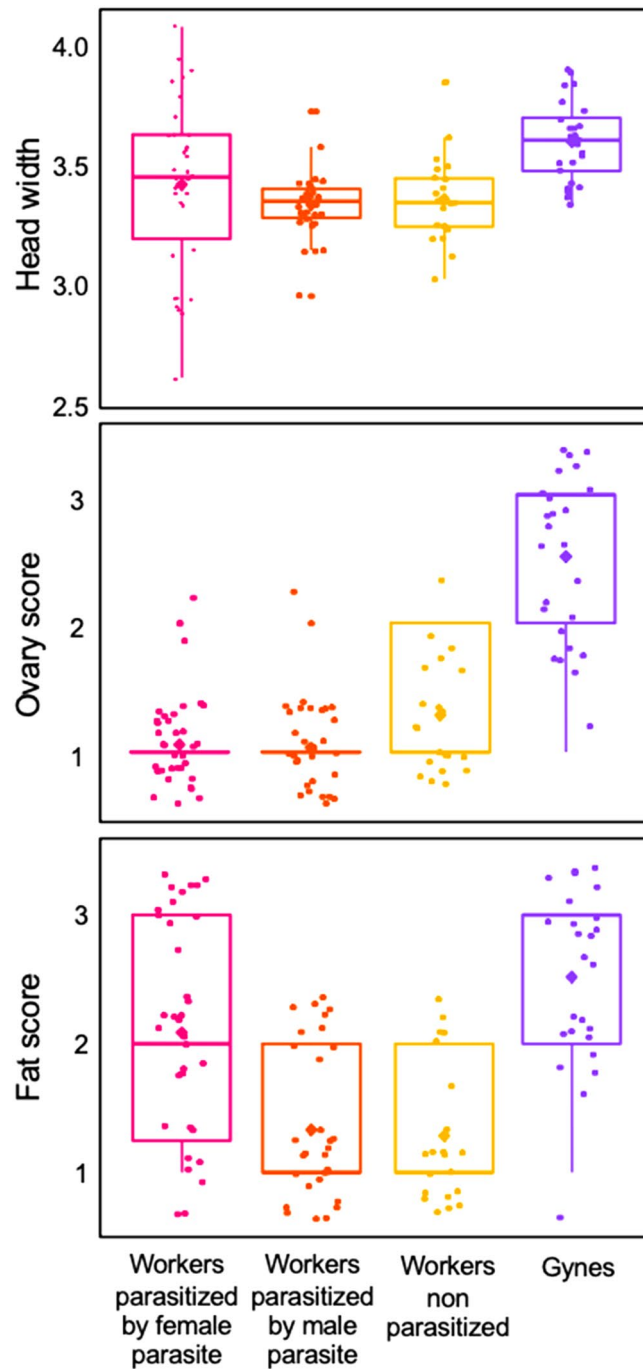 Head width
4.0
3.5
3.0
2.5
Ovary score
3
2
1
Fat score
3
2
1
Workers parasitized by female parasite
Workers parasitized by male parasite
Workers non parasitized
Gynes